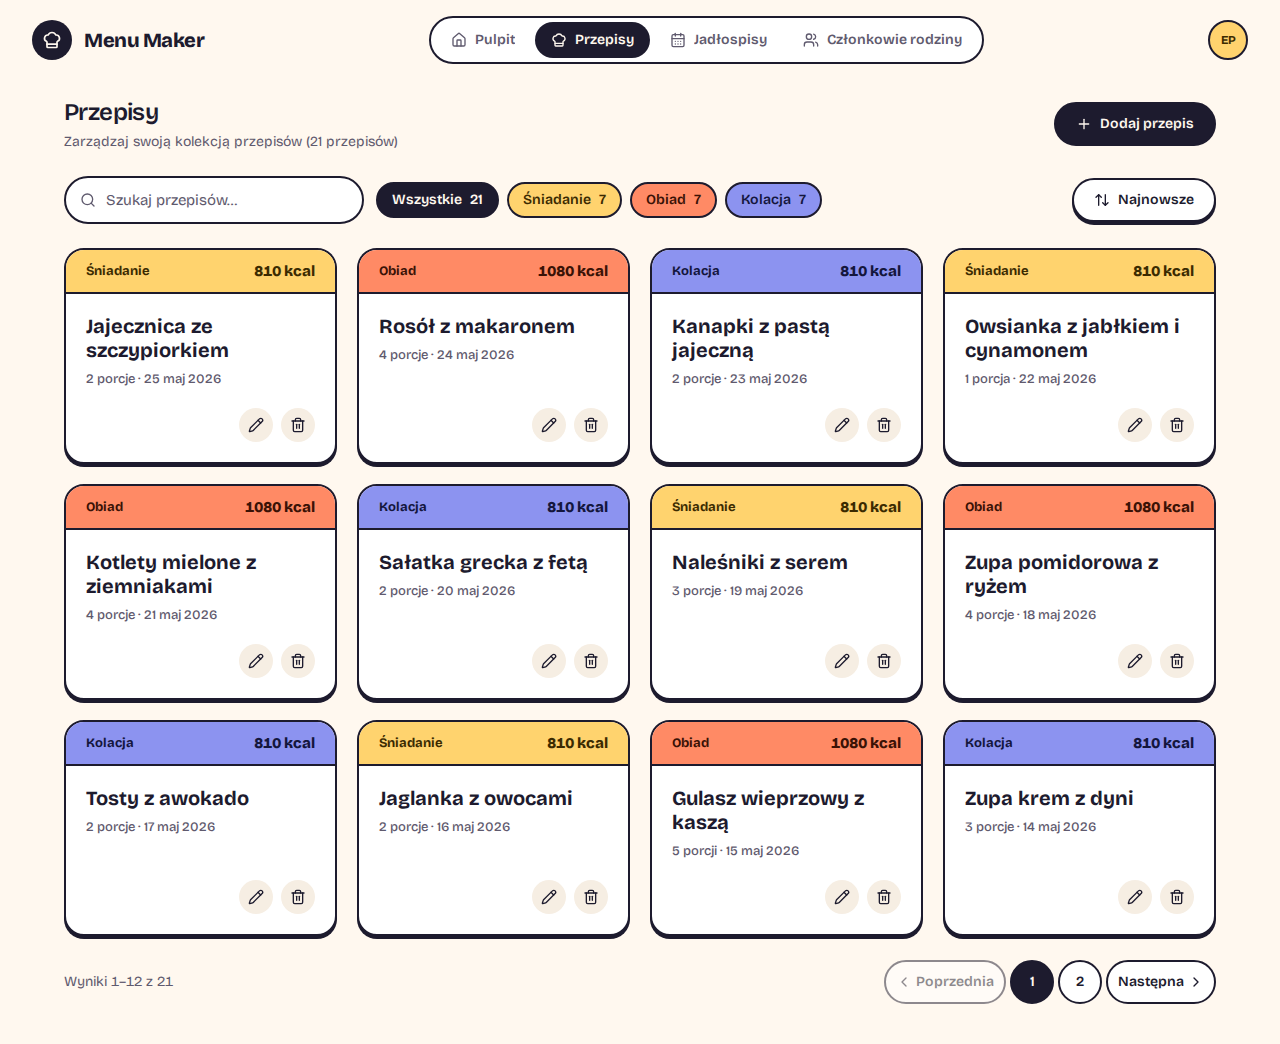 Menu Maker
Pulpit
Przepisy
Jadłospisy
Członkowie rodziny
EP
Przepisy
Zarządzaj swoją kolekcją przepisów (21 przepisów)
Dodaj przepis
Szukaj przepisów...
Wszystkie 21
Śniadanie 7
Obiad 7
Kolacja 7
Najnowsze
Śniadanie 810 kcal
Jajecznica ze
szczypiorkiem
2 porcje · 25 maj 2026
Obiad 1080 kcal
Rosół z makaronem
4 porcje · 24 maj 2026
Kolacja 810 kcal
Kanapki z pastą
jajeczną
2 porcje · 23 maj 2026
Śniadanie 810 kcal
Owsianka z jabłkiem i
cynamonem
1 porcja · 22 maj 2026
Obiad 1080 kcal
Kotlety mielone z
ziemniakami
4 porcje · 21 maj 2026
Kolacja 810 kcal
Sałatka grecka z fetą
2 porcje · 20 maj 2026
Śniadanie 810 kcal
Naleśniki z serem
3 porcje · 19 maj 2026
Obiad 1080 kcal
Zupa pomidorowa z
ryżem
4 porcje · 18 maj 2026
Kolacja 810 kcal
Tosty z awokado
2 porcje · 17 maj 2026
Śniadanie 810 kcal
Jaglanka z owocami
2 porcje · 16 maj 2026
Obiad 1080 kcal
Gulasz wieprzowy z
kaszą
5 porcji · 15 maj 2026
Kolacja 810 kcal
Zupa krem z dyni
3 porcje · 14 maj 2026
Wyniki 1–12 z 21
Poprzednia
1
2
Następna